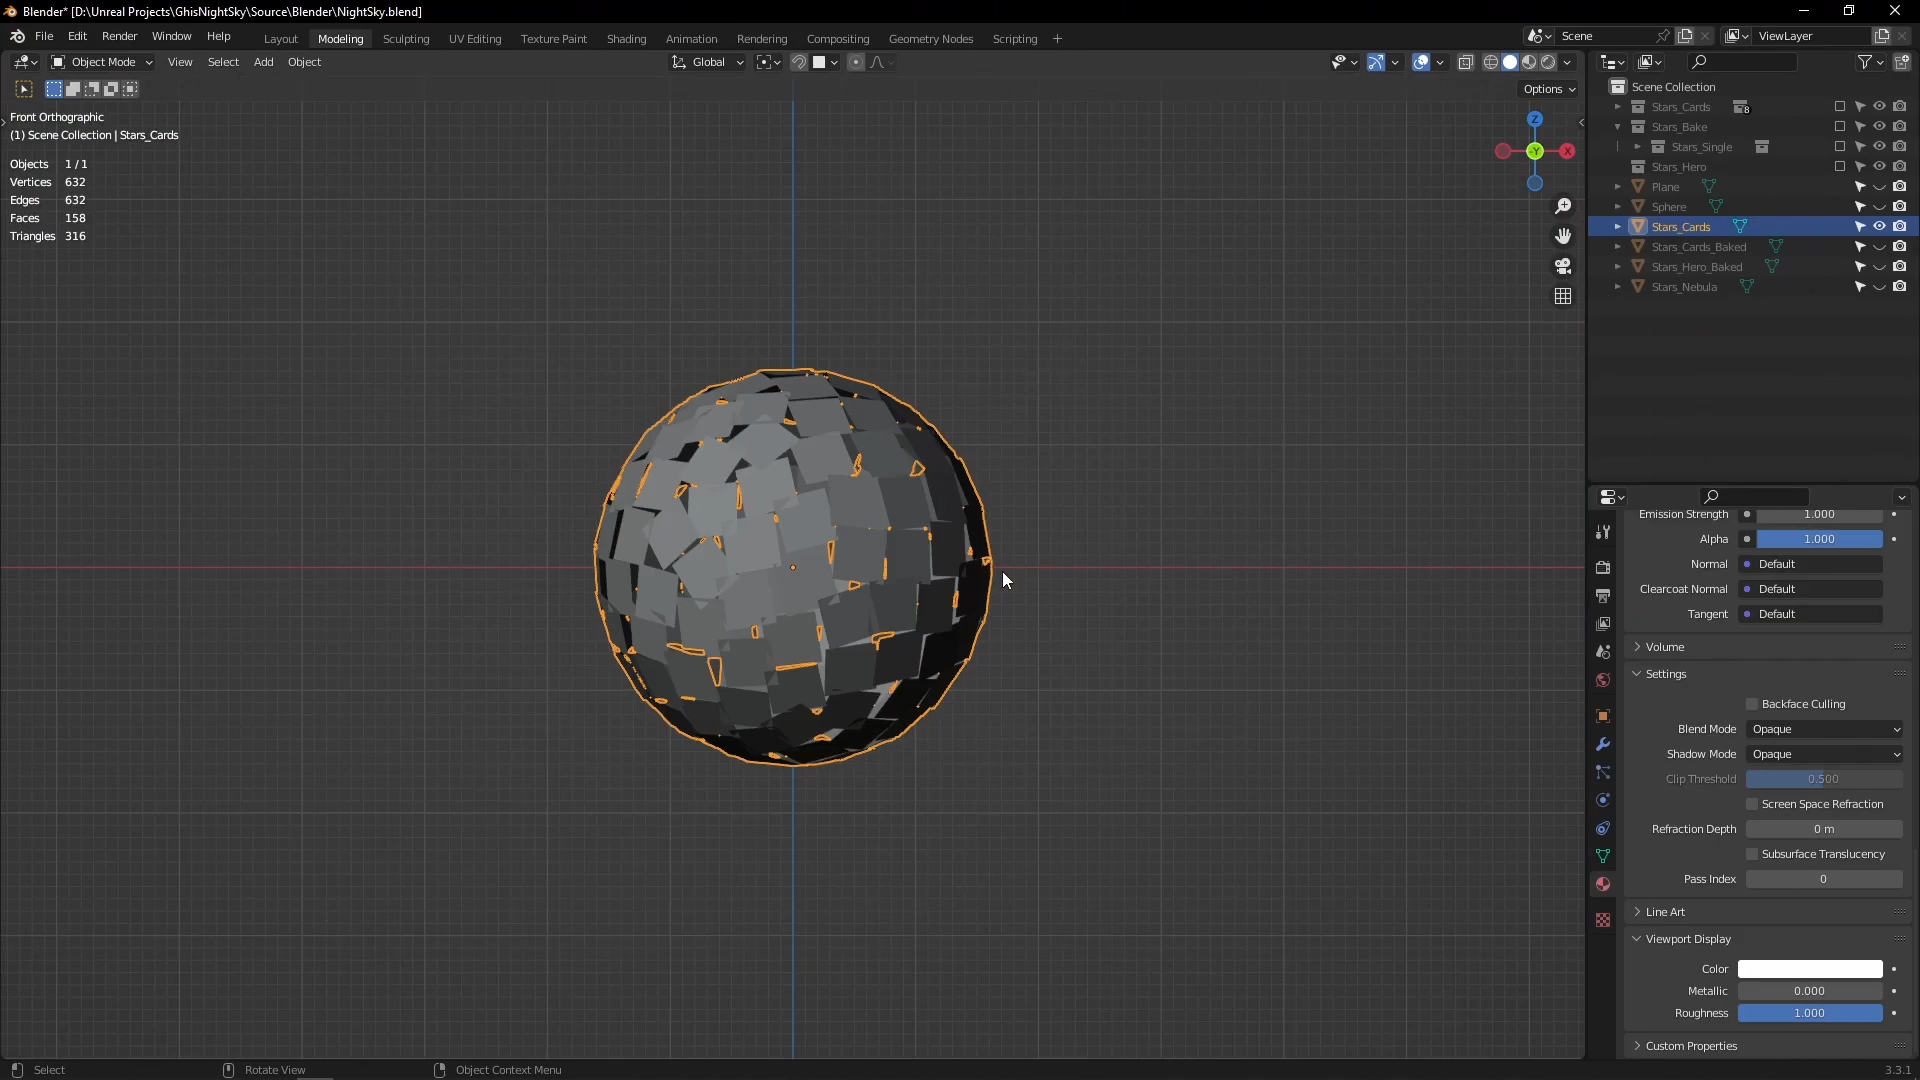 Blender* [D:\Unreal Projects\GhisNightSky\Source\Blender\NightSky.blend]
File Edit Render Window Help Layout Modeling Sculpting UV Editing Texture Paint Shading Animation Rendering Compositing Geometry Nodes Scripting + Scene ViewLayer
Object Mode View Select Add Object Global
Options
Front Orthographic
(1) Scene Collection | Stars_Cards
Objects 1/1
Vertices 632
Edges 632
Faces 158
Triangles 316
Z
-Y
X
Scene Collection
Stars_Cards 8
Stars_Bake
Stars_Single
Stars_Hero
Plane
Sphere
Stars_Cards
Stars_Cards_Baked
Stars_Hero_Baked
Stars_Nebula
Emission Strength 1.000
Alpha 1.000
Normal Default
Clearcoat Normal Default
Tangent Default
Volume
Settings
Backface Culling
Blend Mode Opaque
Shadow Mode Opaque
Clip Threshold 0.500
Screen Space Refraction
Refraction Depth 0 m
Subsurface Translucency
Pass Index 0
Line Art
Viewport Display
Color
Metallic 0.000
Roughness 1.000
Custom Properties
Select Rotate View Object Context Menu 3.3.1